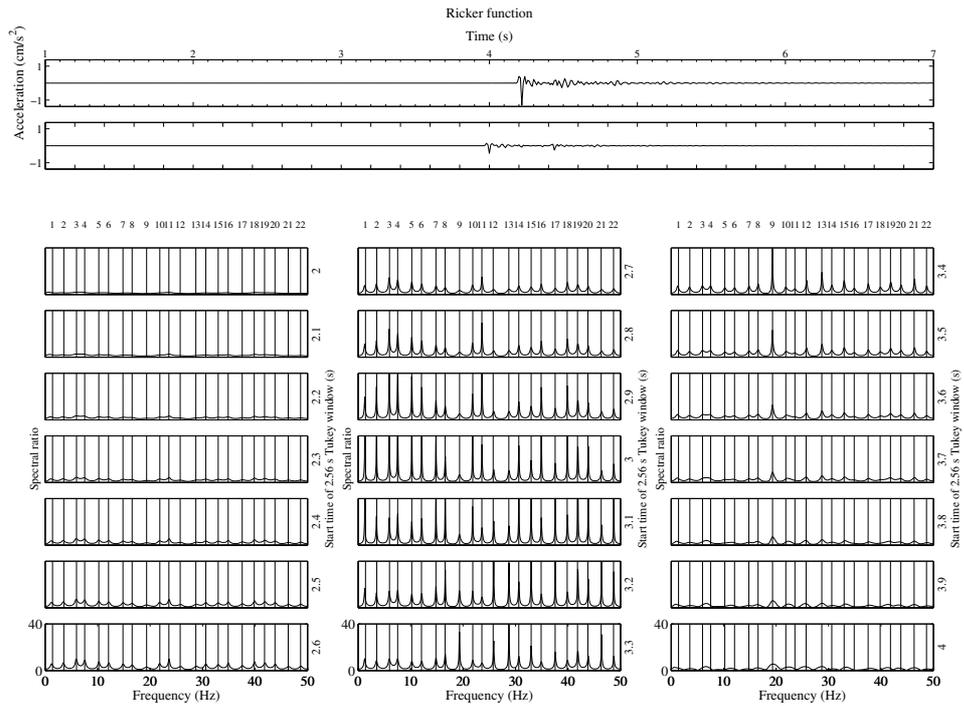 Ricker function
Time (s)
1 2 3 4 5 6 7
Acceleration (cm/s²)
1
−1
1
−1
1 2 3 4 5 6 7 8 9 10 11 12 13 14 15 16 17 18 19 20 21 22
1 2 3 4 5 6 7 8 9 10 11 12 13 14 15 16 17 18 19 20 21 22
1 2 3 4 5 6 7 8 9 10 11 12 13 14 15 16 17 18 19 20 21 22
2 2.7 3.4
2.1 2.8 3.5
2.2 2.9 3.6
2.3 3 3.7
2.4 3.1 3.8
2.5 3.2 3.9
2.6 3.3 4
Spectral ratio
Start time of 2.56 s Tukey window (s)
Spectral ratio
Start time of 2.56 s Tukey window (s)
Spectral ratio
Start time of 2.56 s Tukey window (s)
40 40 40
0 0 0
0 10 20 30 40 50
0 10 20 30 40 50
0 10 20 30 40 50
Frequency (Hz)
Frequency (Hz)
Frequency (Hz)